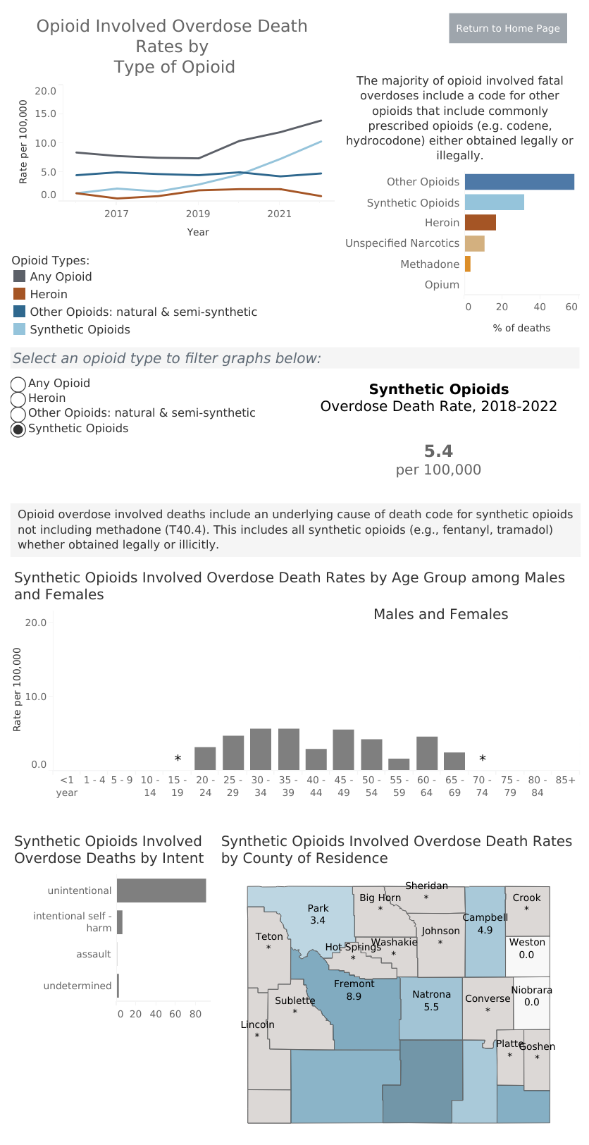 Opioid Involved Overdose Death
Rates by
Type of Opioid
Return to Home Page
20.0
15.0
10.0
5.0
0.0
Rate per 100,000
2017
2019
2021
Year
Opioid Types:
Any Opioid
Heroin
Other Opioids: natural & semi-synthetic
Synthetic Opioids
The majority of opioid involved fatal
overdoses include a code for other
opioids that include commonly
prescribed opioids (e.g. codene,
hydrocodone) either obtained legally or
illegally.
Other Opioids
Synthetic Opioids
Heroin
Unspecified Narcotics
Methadone
Opium
0 20 40 60
% of deaths
Select an opioid type to filter graphs below:
Any Opioid
Heroin
Other Opioids: natural & semi-synthetic
Synthetic Opioids
Synthetic Opioids
Overdose Death Rate, 2018-2022
5.4
per 100,000
Opioid overdose involved deaths include an underlying cause of death code for synthetic opioids
not including methadone (T40.4). This includes all synthetic opioids (e.g., fentanyl, tramadol)
whether obtained legally or illicitly.
Synthetic Opioids Involved Overdose Death Rates by Age Group among Males
and Females
Males and Females
20.0
10.0
0.0
Rate per 100,000
* *
<1 1 - 4 5 - 9 10 - 15 - 20 - 25 - 30 - 35 - 40 - 45 - 50 - 55 - 60 - 65 - 70 - 75 - 80 - 85+
year 14 19 24 29 34 39 44 49 54 59 64 69 74 79 84
Synthetic Opioids Involved
Overdose Deaths by Intent
unintentional
intentional self -
harm
assault
undetermined
0 20 40 60 80
Synthetic Opioids Involved Overdose Death Rates
by County of Residence
Sheridan
*
Big Horn
*
Crook
*
Park
3.4
Campbell
4.9
Johnson
*
Teton
*
Hot Springs
*
Washakie
*
Weston
0.0
Fremont
8.9
Natrona
5.5
Converse
*
Niobrara
0.0
Sublette
*
Lincoln
*
Platte
*
Goshen
*